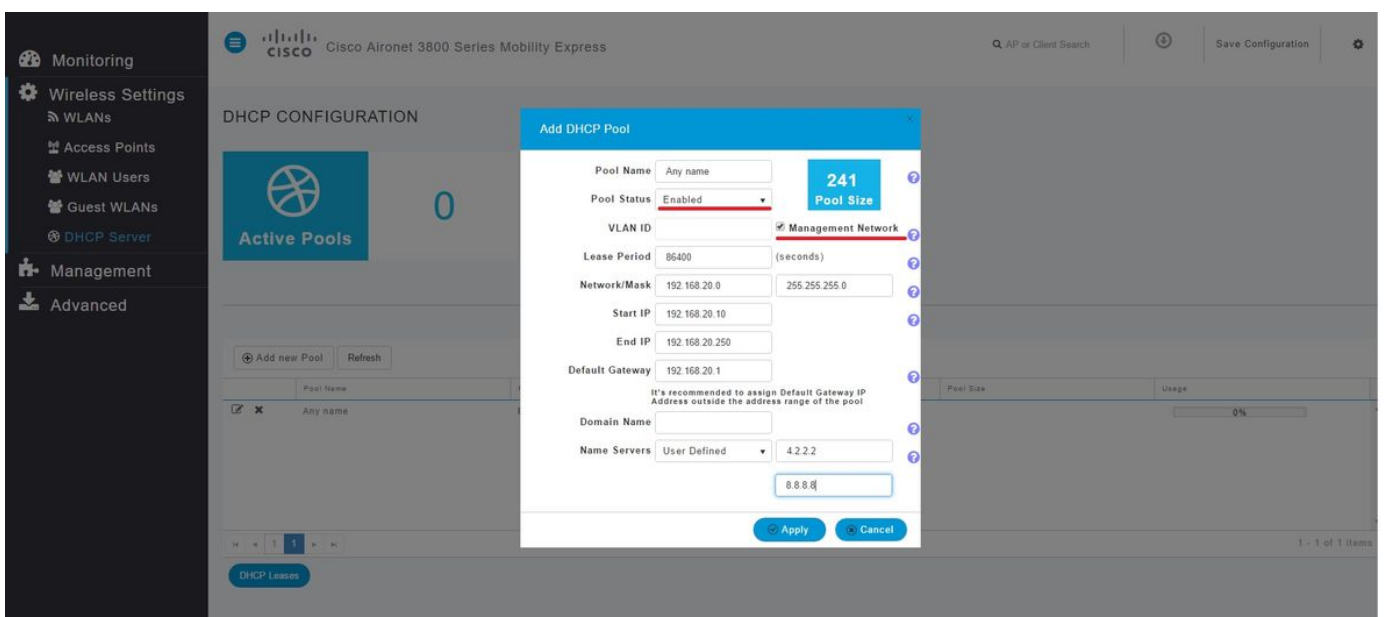 CISCO Cisco Aironet 3800 Series Mobility Express
AP or Client Search
Save Configuration
Monitoring
Wireless Settings
WLANs
Access Points
WLAN Users
Guest WLANs
DHCP Server
Management
Advanced
DHCP CONFIGURATION
Active Pools
0
Add new Pool
Refresh
Pool Name
Pool Size
Usage
Any name
0%
1
1
1 - 1 of 1 items
DHCP Leases
Add DHCP Pool
x
Pool Name Any name
241
Pool Size
Pool Status Enabled
VLAN ID
Management Network
Lease Period 86400 (seconds)
Network/Mask 192.168.20.0 255.255.255.0
Start IP 192.168.20.10
End IP 192.168.20.250
Default Gateway 192.168.20.1
It's recommended to assign Default Gateway IP
Address outside the address range of the pool
Domain Name
Name Servers User Defined 4.2.2.2
8.8.8.8
Apply
Cancel